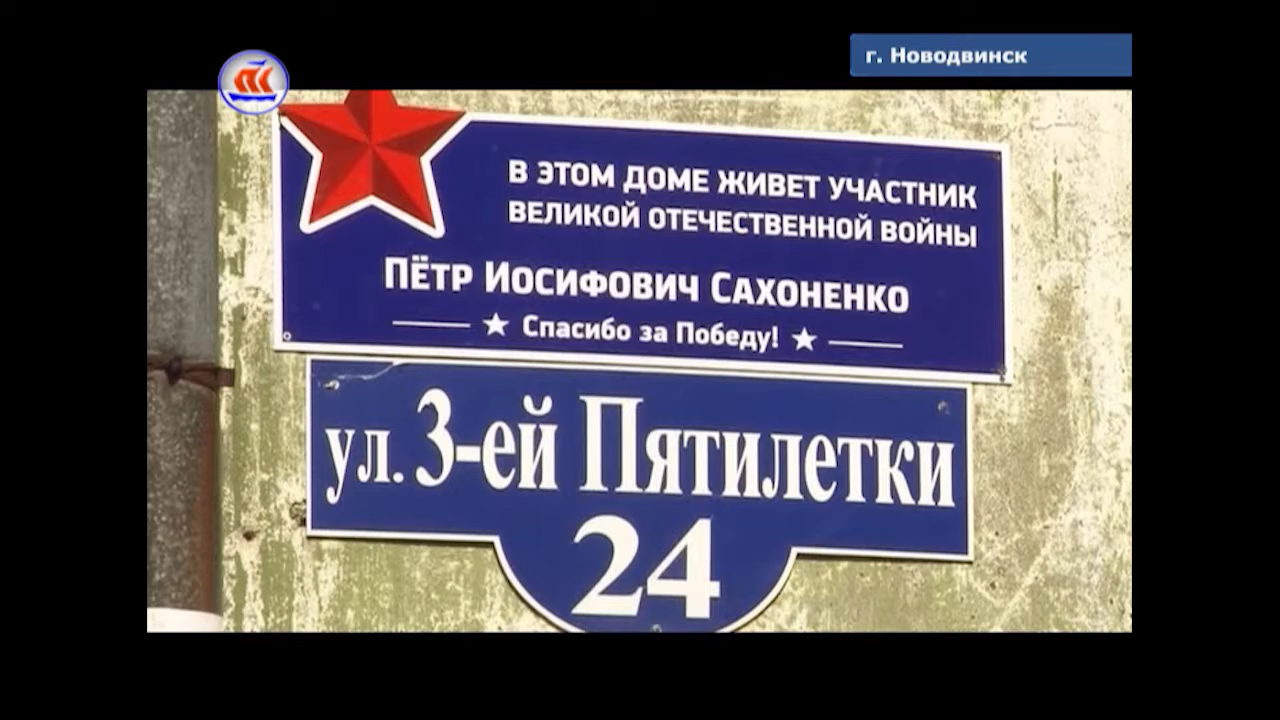 г. Новодвинск
В ЭТОМ ДОМЕ ЖИВЕТ УЧАСТНИК
ВЕЛИКОЙ ОТЕЧЕСТВЕННОЙ ВОЙНЫ
ПЁТР ИОСИФОВИЧ САХОНЕНКО
Спасибо за Победу!
ул. 3-ей Пятилетки
24